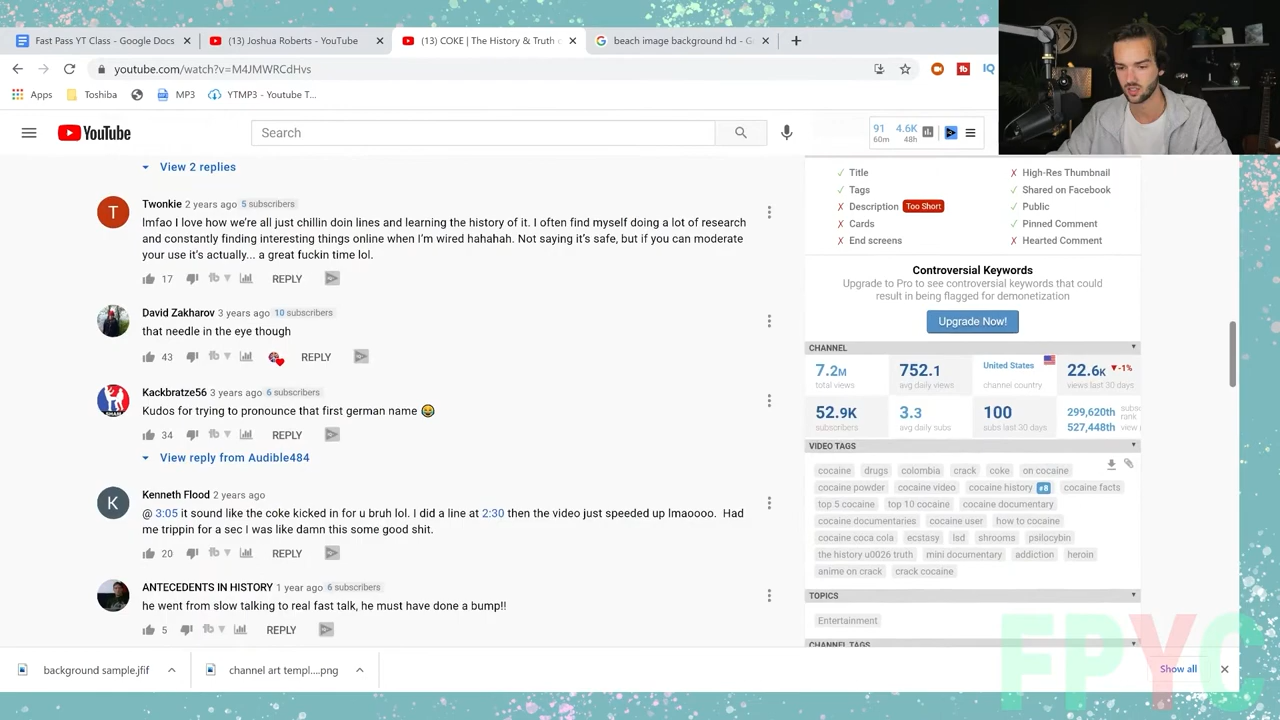 Fast Pass YT Class - Google Docs
(13) Joshua Roberts - YouTube
(13) COKE | The History & Truth
beach image background hd - G
youtube.com/watch?v=M4JMWRCHIvs
Apps
Toshiba
MP3
YTMP3 - Youtube T...
IQ
YouTube
Search
91
60m
4.6K
48h
View 2 replies
Twonkie 2 years ago 5 subscribers
lmfao I love how we're all just chillin doin lines and learning the history of it. I often find myself doing a lot of research
and constantly finding interesting things online when I'm wired hahahah. Not saying it's safe, but if you can moderate
your use it's actually... a great fuckin time lol.
17 REPLY
David Zakharov 3 years ago 10 subscribers
that needle in the eye though
43 REPLY
Kackbratze56 3 years ago 6 subscribers
Kudos for trying to pronounce that first german name 😂
34 REPLY
View reply from Audible484
Kenneth Flood 2 years ago
@ 3:05 it sped up and like damn. F u bruh lol. I did a line at 2:30 then the video just speeded up lmaoooo. Had
me trippin for a sec I was like damn this some good shit.
20 REPLY
ANTECEDENTS IN HISTORY 1 year ago 6 subscribers
he went from slow talking to real fast talk, he must have done a bump!!
5 REPLY
✓ Title
✓ Tags
✗ Description Too Short
✗ Cards
✗ End screens
✗ High-Res Thumbnail
✓ Shared on Facebook
✓ Public
✓ Pinned Comment
✗ Hearted Comment
Controversial Keywords
Upgrade to Pro to see controversial keywords that could
result in being flagged for demonetization
Upgrade Now!
CHANNEL
7.2M
total views
752.1
avg daily views
United States
channel country
22.6K ▼-1%
views last 30 days
52.9K
subscribers
3.3
avg daily subs
100
subs last 30 days
299,620th subsc
rank
527,448th view
VIDEO TAGS
cocaine drugs colombia crack coke on cocaine
cocaine powder cocaine video cocaine history #8 cocaine facts
top 5 cocaine top 10 cocaine cocaine documentary
cocaine documentaries cocaine user how to cocaine
cocaine coca cola ecstasy lsd shrooms psilocybin
the history u0026 truth mini documentary addiction heroin
anime on crack crack cocaine
TOPICS
Entertainment
CHANNEL TAGS
background sample.jfif
channel art templ....png
Show all
FPYC